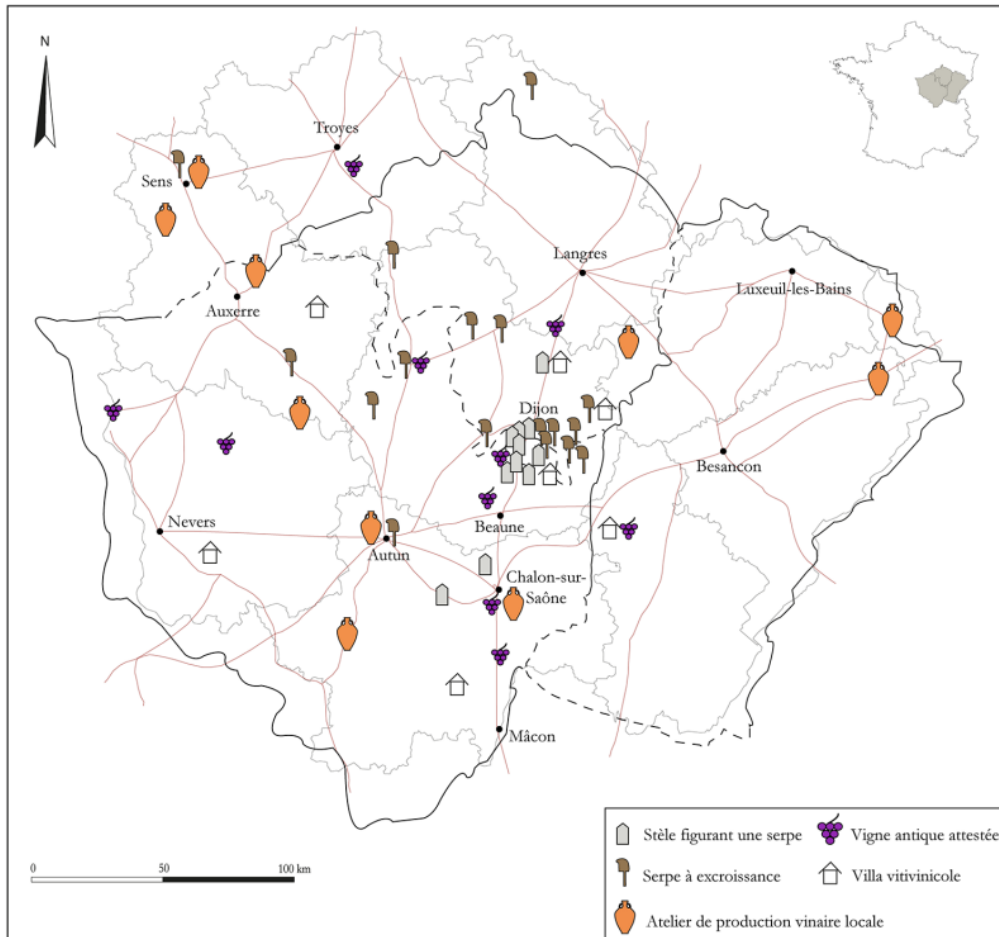 N
Troyes
Sens
Langres
Luxeuil-les-Bains
Auxerre
Dijon
Besançon
Nevers
Beaune
Autun
Chalon-sur-
Saône
Mâcon
0
50
100 km
Stèle figurant une serpe
Vigne antique attestée
Serpe à excroissance
Villa vitivinicole
Atelier de production vinaire locale